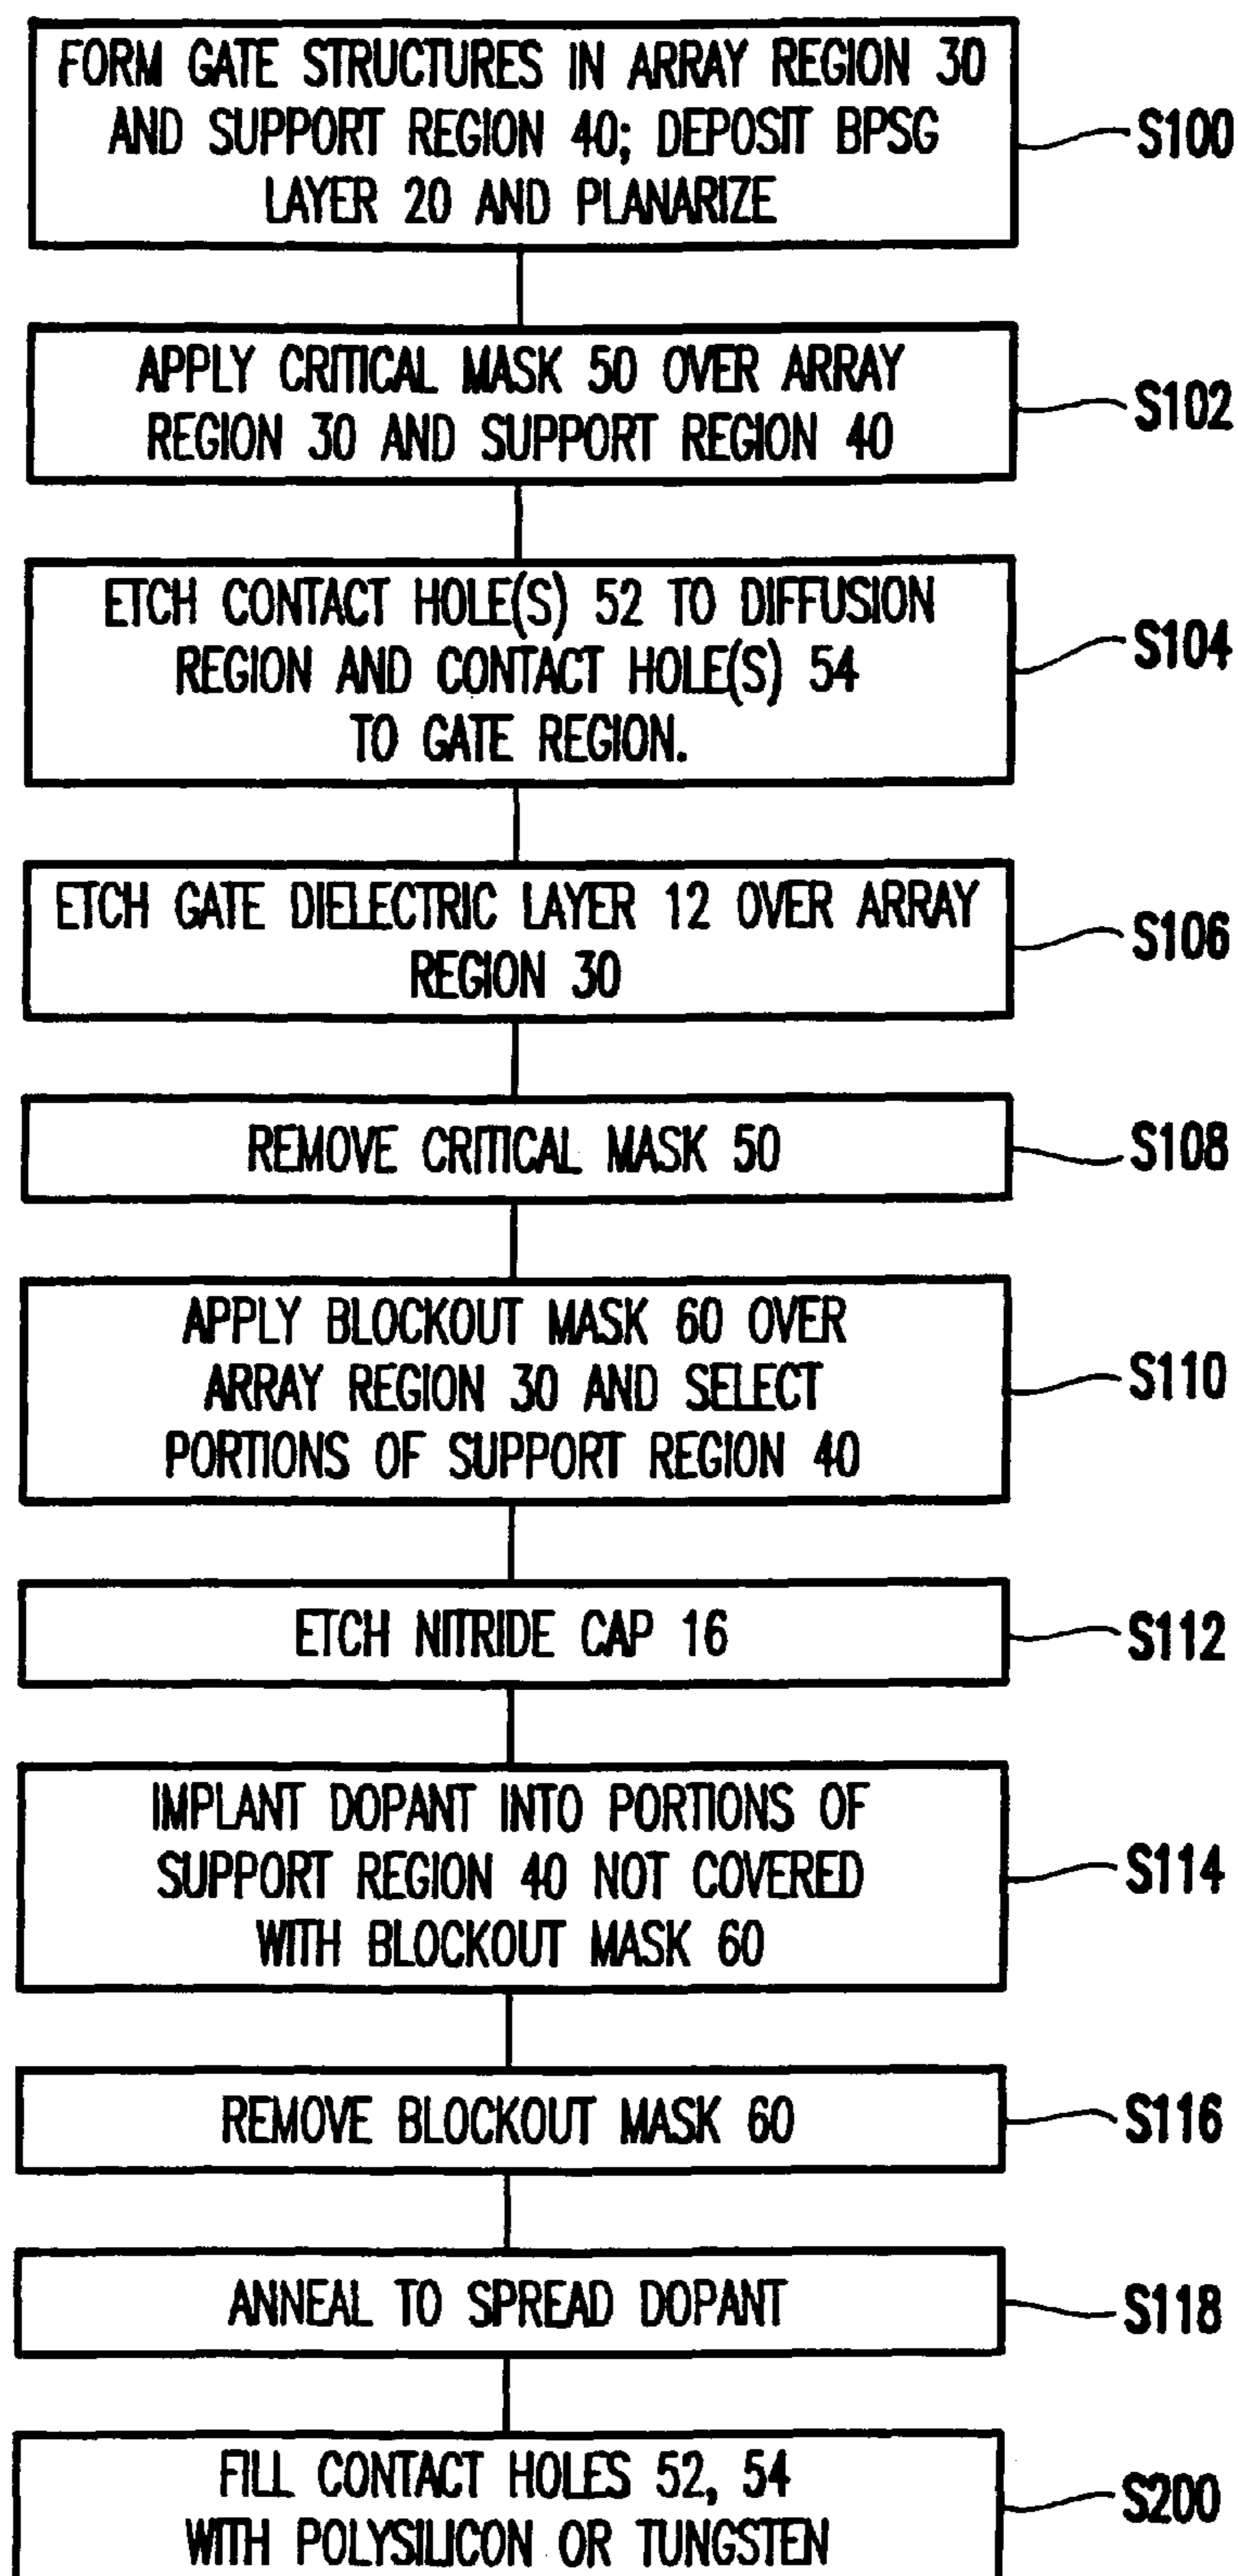 FORM GATE STRUCTURES IN ARRAY REGION 30
AND SUPPORT REGION 40; DEPOSIT BPSG
LAYER 20 AND PLANARIZE
S100
APPLY CRITICAL MASK 50 OVER ARRAY
REGION 30 AND SUPPORT REGION 40
S102
ETCH CONTACT HOLE(S) 52 TO DIFFUSION
REGION AND CONTACT HOLE(S) 54
TO GATE REGION.
S104
ETCH GATE DIELECTRIC LAYER 12 OVER ARRAY
REGION 30
S106
REMOVE CRITICAL MASK 50
S108
APPLY BLOCKOUT MASK 60 OVER
ARRAY REGION 30 AND SELECT
PORTIONS OF SUPPORT REGION 40
S110
ETCH NITRIDE CAP 16
S112
IMPLANT DOPANT INTO PORTIONS OF
SUPPORT REGION 40 NOT COVERED
WITH BLOCKOUT MASK 60
S114
REMOVE BLOCKOUT MASK 60
S116
ANNEAL TO SPREAD DOPANT
S118
FILL CONTACT HOLES 52, 54
WITH POLYSILICON OR TUNGSTEN
S200